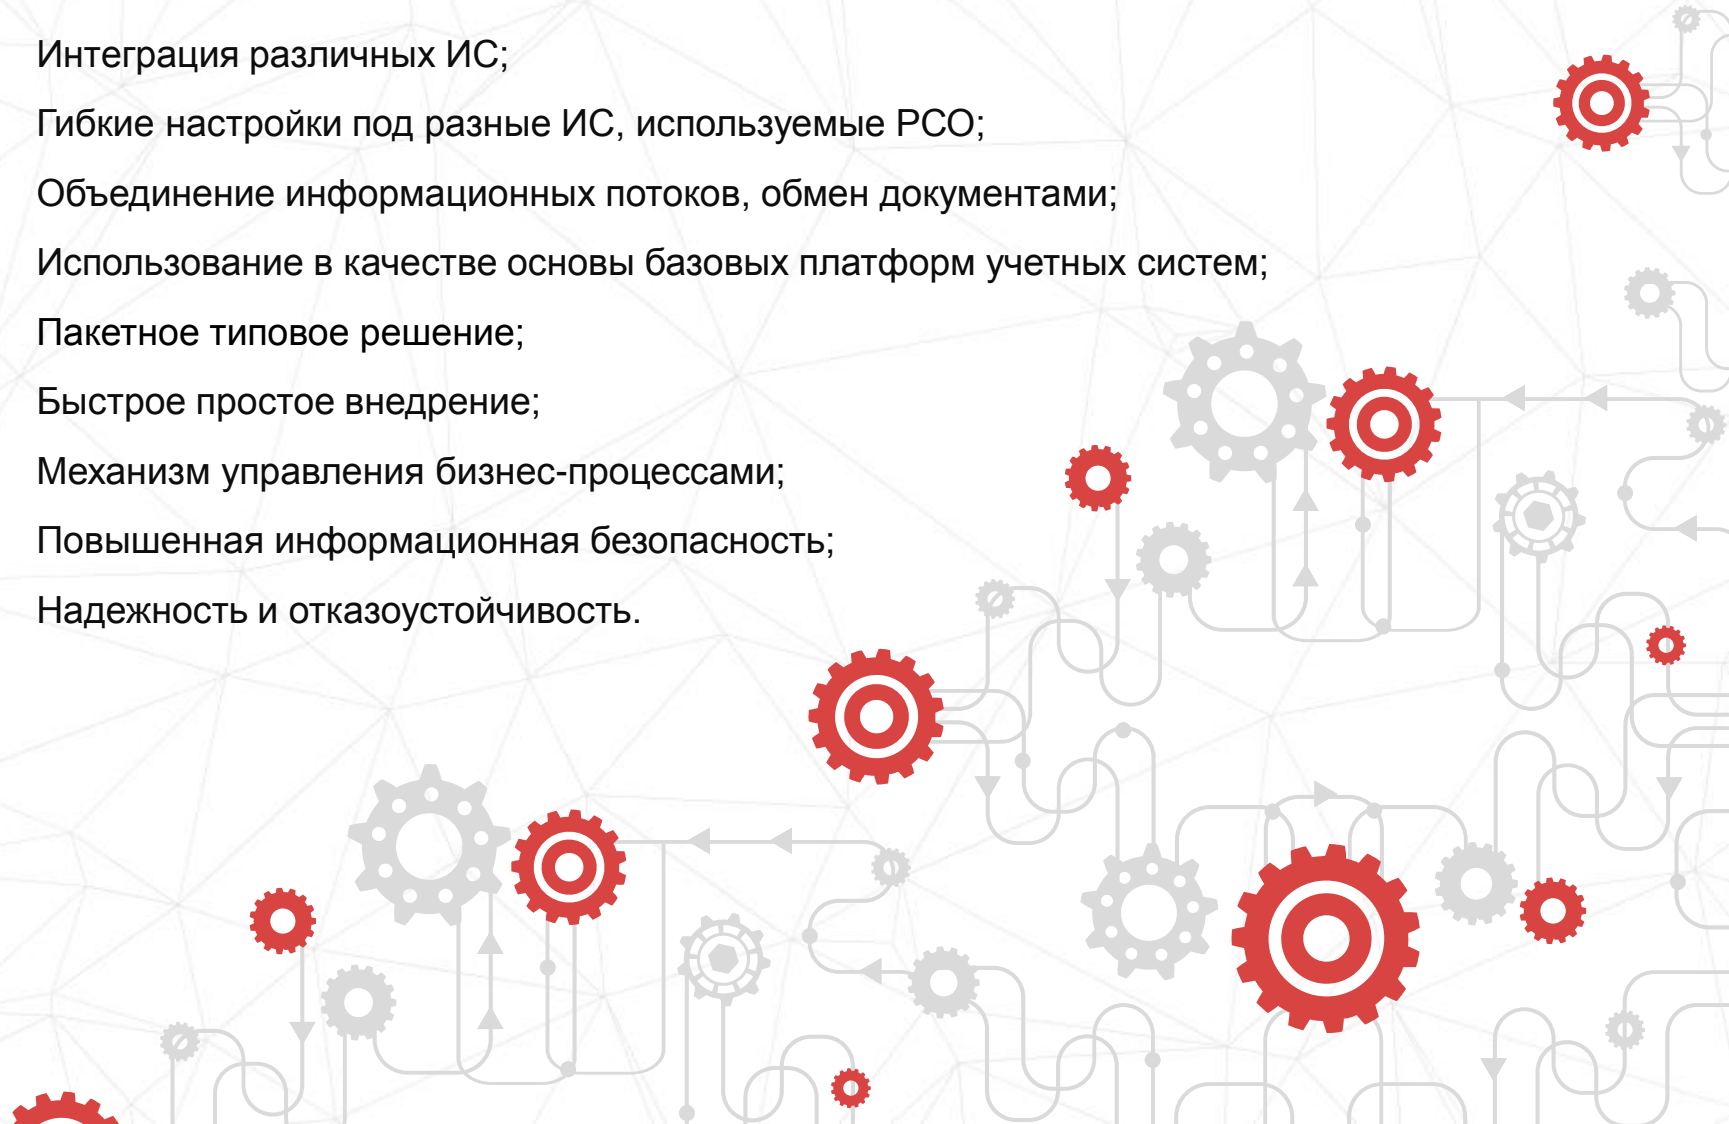 Интеграция различных ИС;
Гибкие настройки под разные ИС, используемые РСО;
Объединение информационных потоков, обмен документами;
Использование в качестве основы базовых платформ учетных систем;
Пакетное типовое решение;
Быстрое простое внедрение;
Механизм управления бизнес-процессами;
Повышенная информационная безопасность;
Надежность и отказоустойчивость.